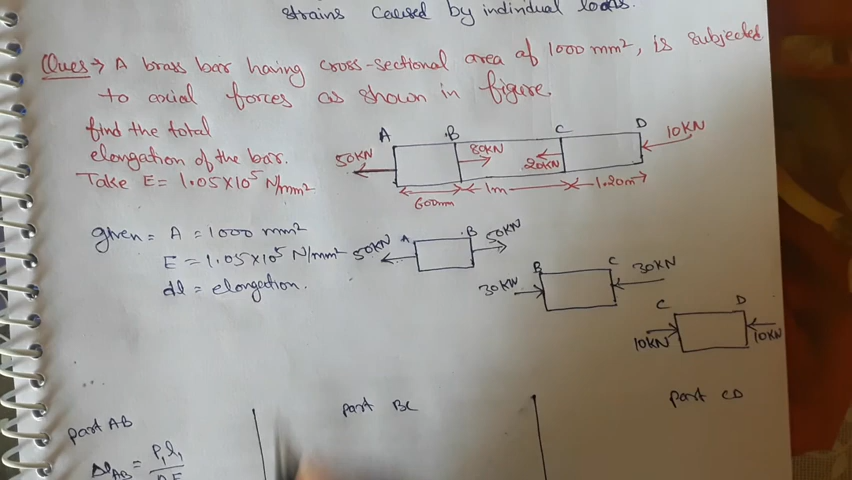 strains caused by individual loads.
Ques → A brass bar having cross-sectional area of 1000 mm², is subjected
to axial forces as shown in figure.
find the total
elongation of the bar.
Take E = 1.05×10⁵ N/mm²
A B C D
50KN 80KN 20KN 10KN
600mm 1m 1.20m
given = A = 1000 mm²
E = 1.05×10⁵ N/mm²
dl = elongation.
50KN A B 50KN
30KN B C 30KN
C D
10KN 10KN
part AB
part BC
part CD
Δl_AB = P₁l₁